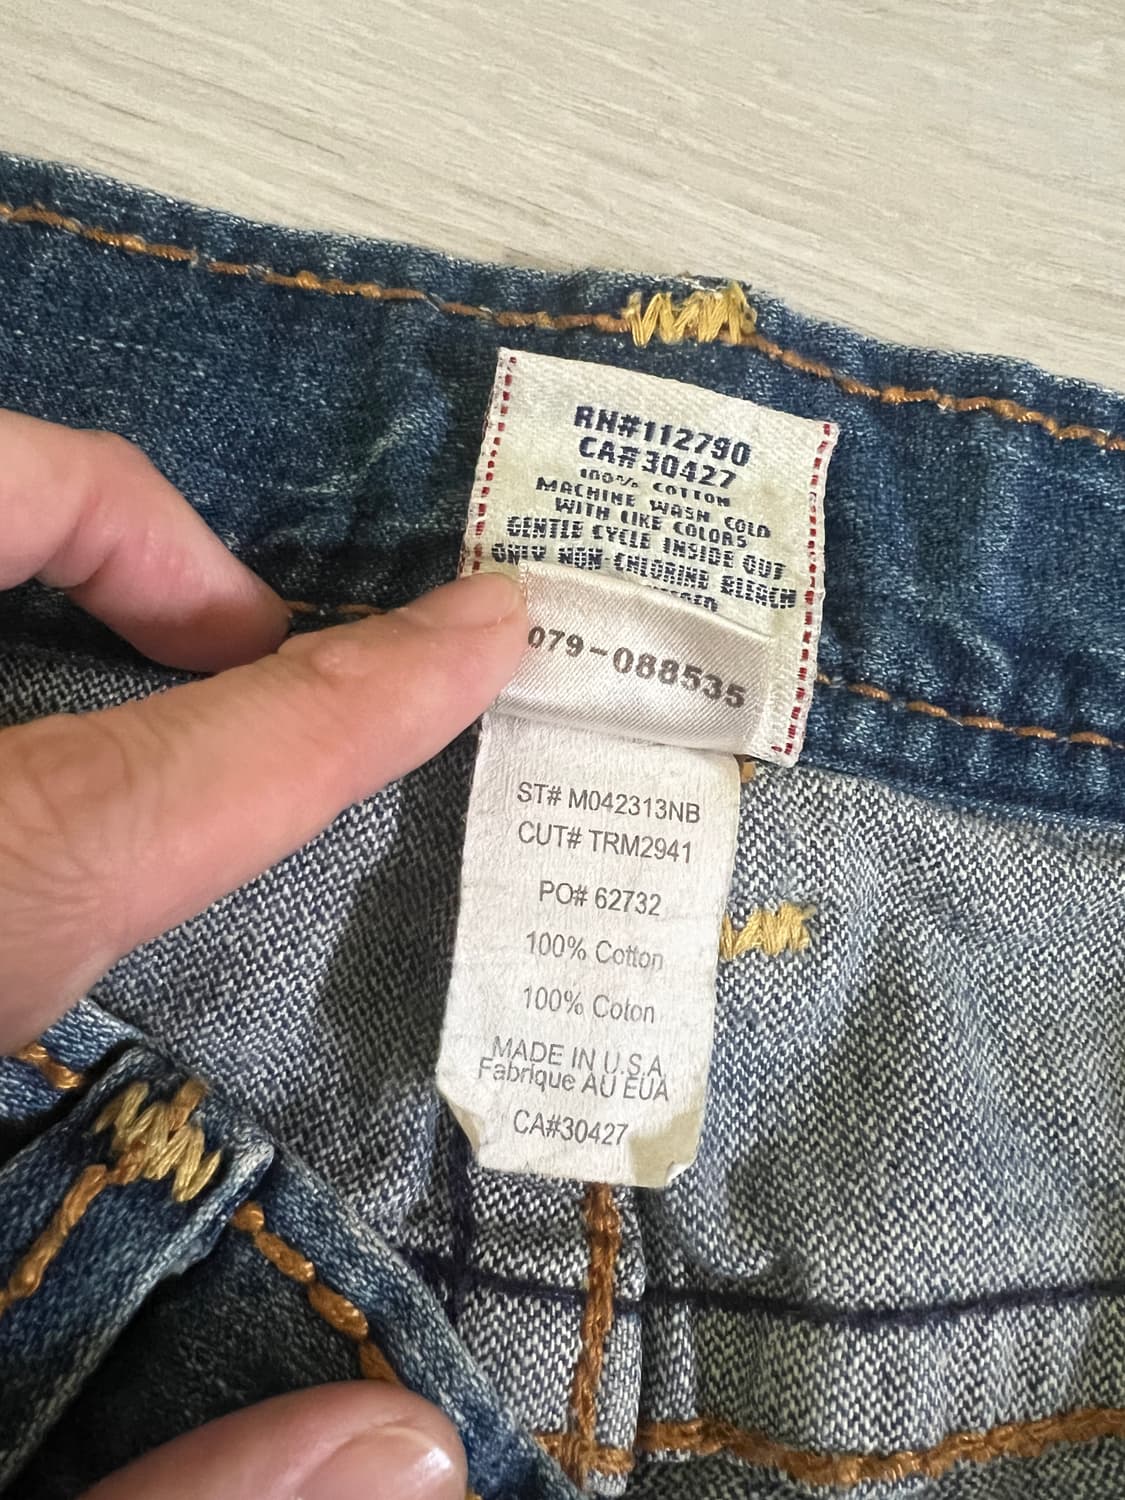 RN#112790
CA#30427
100% COTTON
MACHINE WASH COLD
WITH LIKE COLORS
GENTLE CYCLE INSIDE OUT
ONLY NON-CHLORINE BLEACH
079-088535
ST# M042313NB
CUT# TRM2941
PO# 62732
100% Cotton
100% Coton
MADE IN U.S.A
Fabrique AU EUA
CA#30427